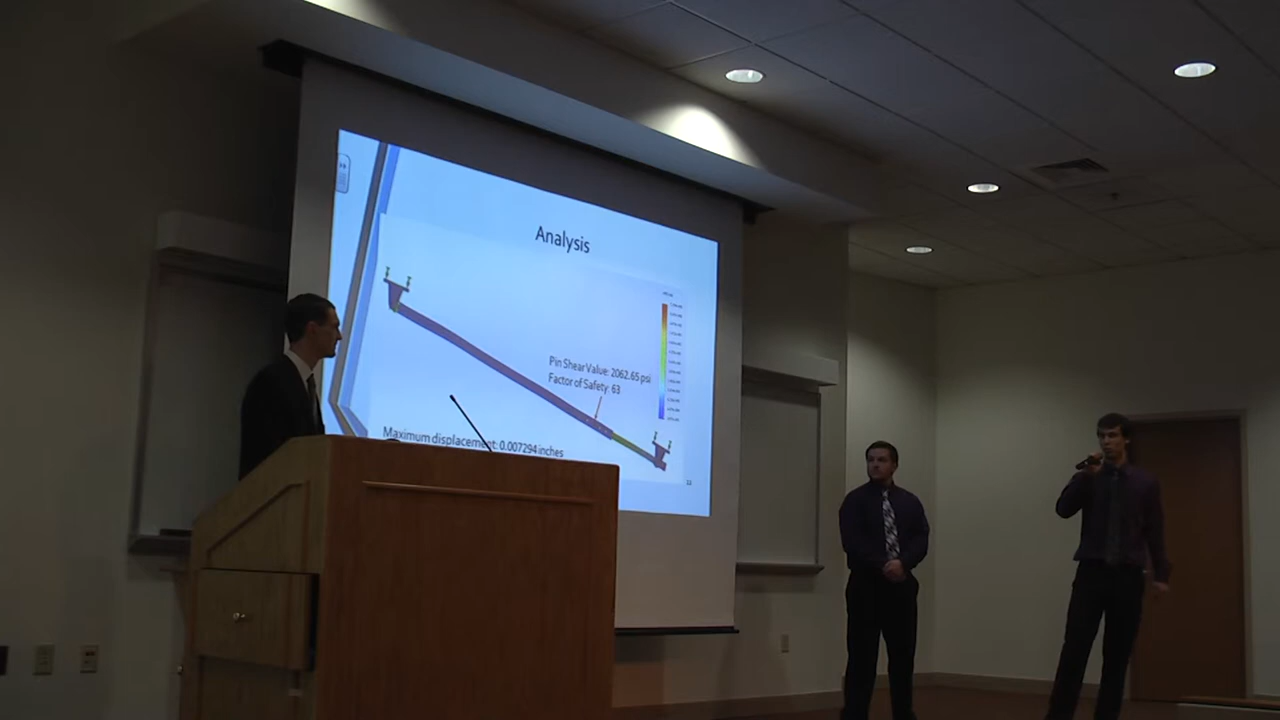 Analysis
Pin Shear Value: 2062.65 psi
Factor of Safety: 63
Maximum displacement: 0.007294 inches